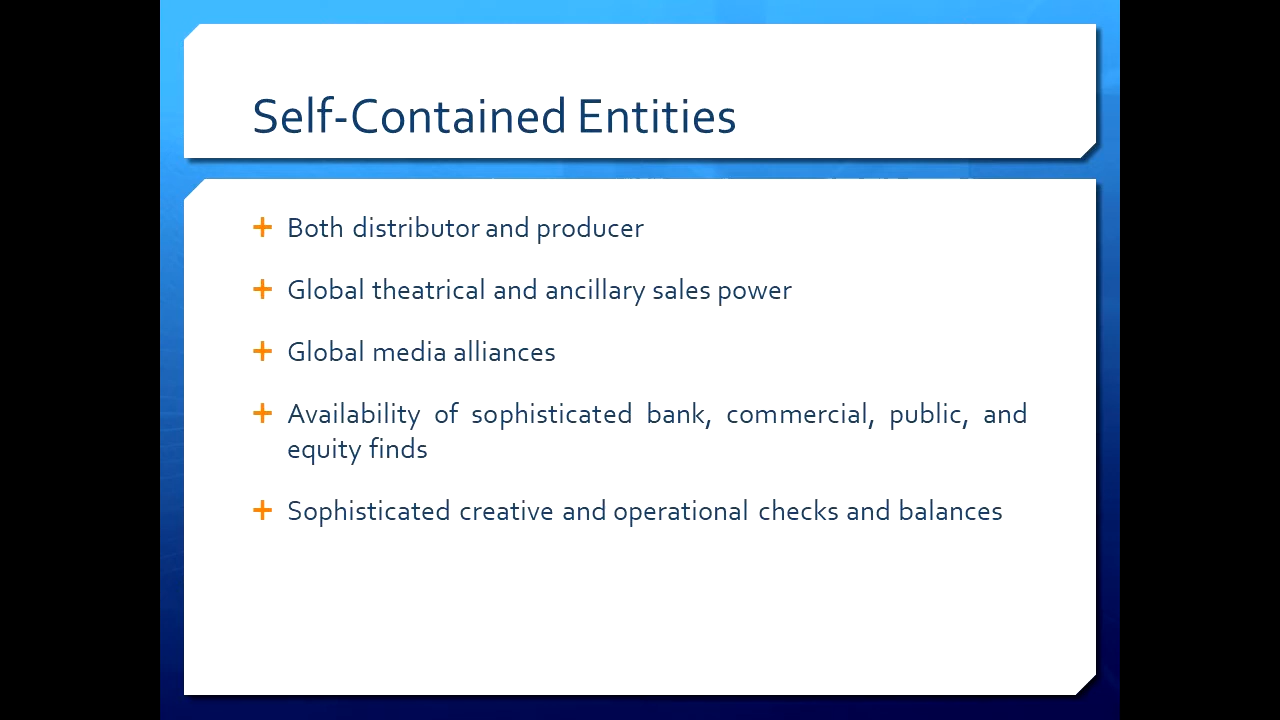 Self-Contained Entities
Both distributor and producer
Global theatrical and ancillary sales power
Global media alliances
Availability of sophisticated bank, commercial, public, and
equity finds
Sophisticated creative and operational checks and balances